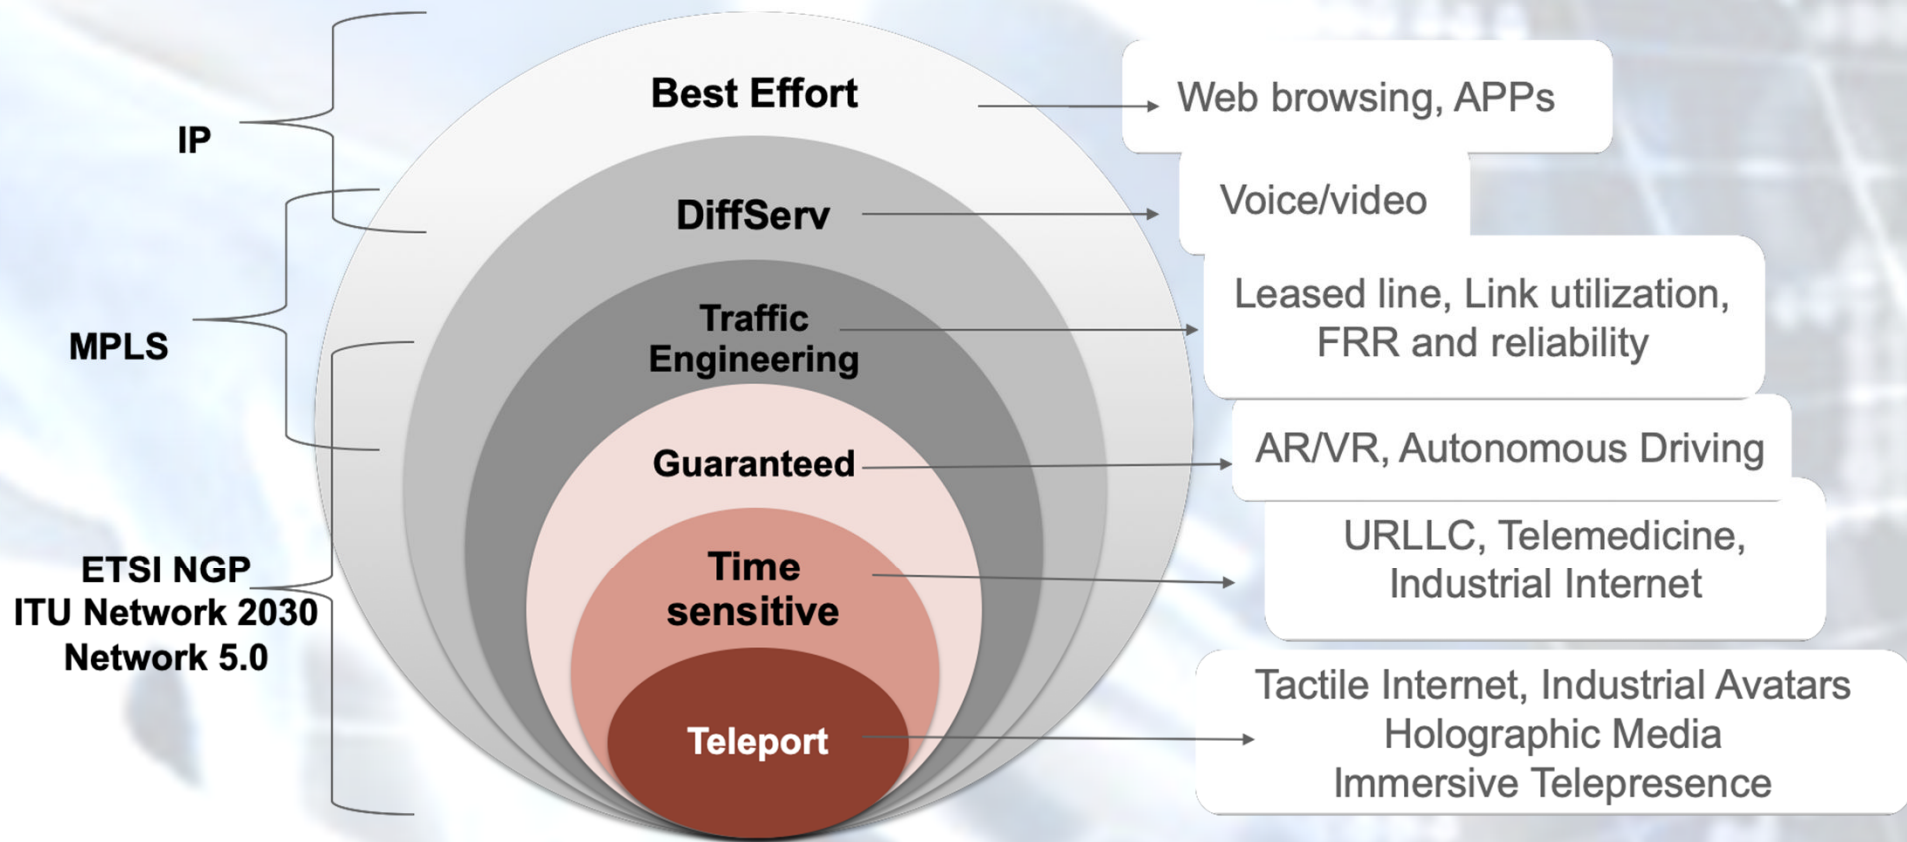 IP
MPLS
ETSI NGP
ITU Network 2030
Network 5.0
Best Effort
DiffServ
Traffic
Engineering
Guaranteed
Time
sensitive
Teleport
Web browsing, APPs
Voice/video
Leased line, Link utilization,
FRR and reliability
AR/VR, Autonomous Driving
URLLC, Telemedicine,
Industrial Internet
Tactile Internet, Industrial Avatars
Holographic Media
Immersive Telepresence